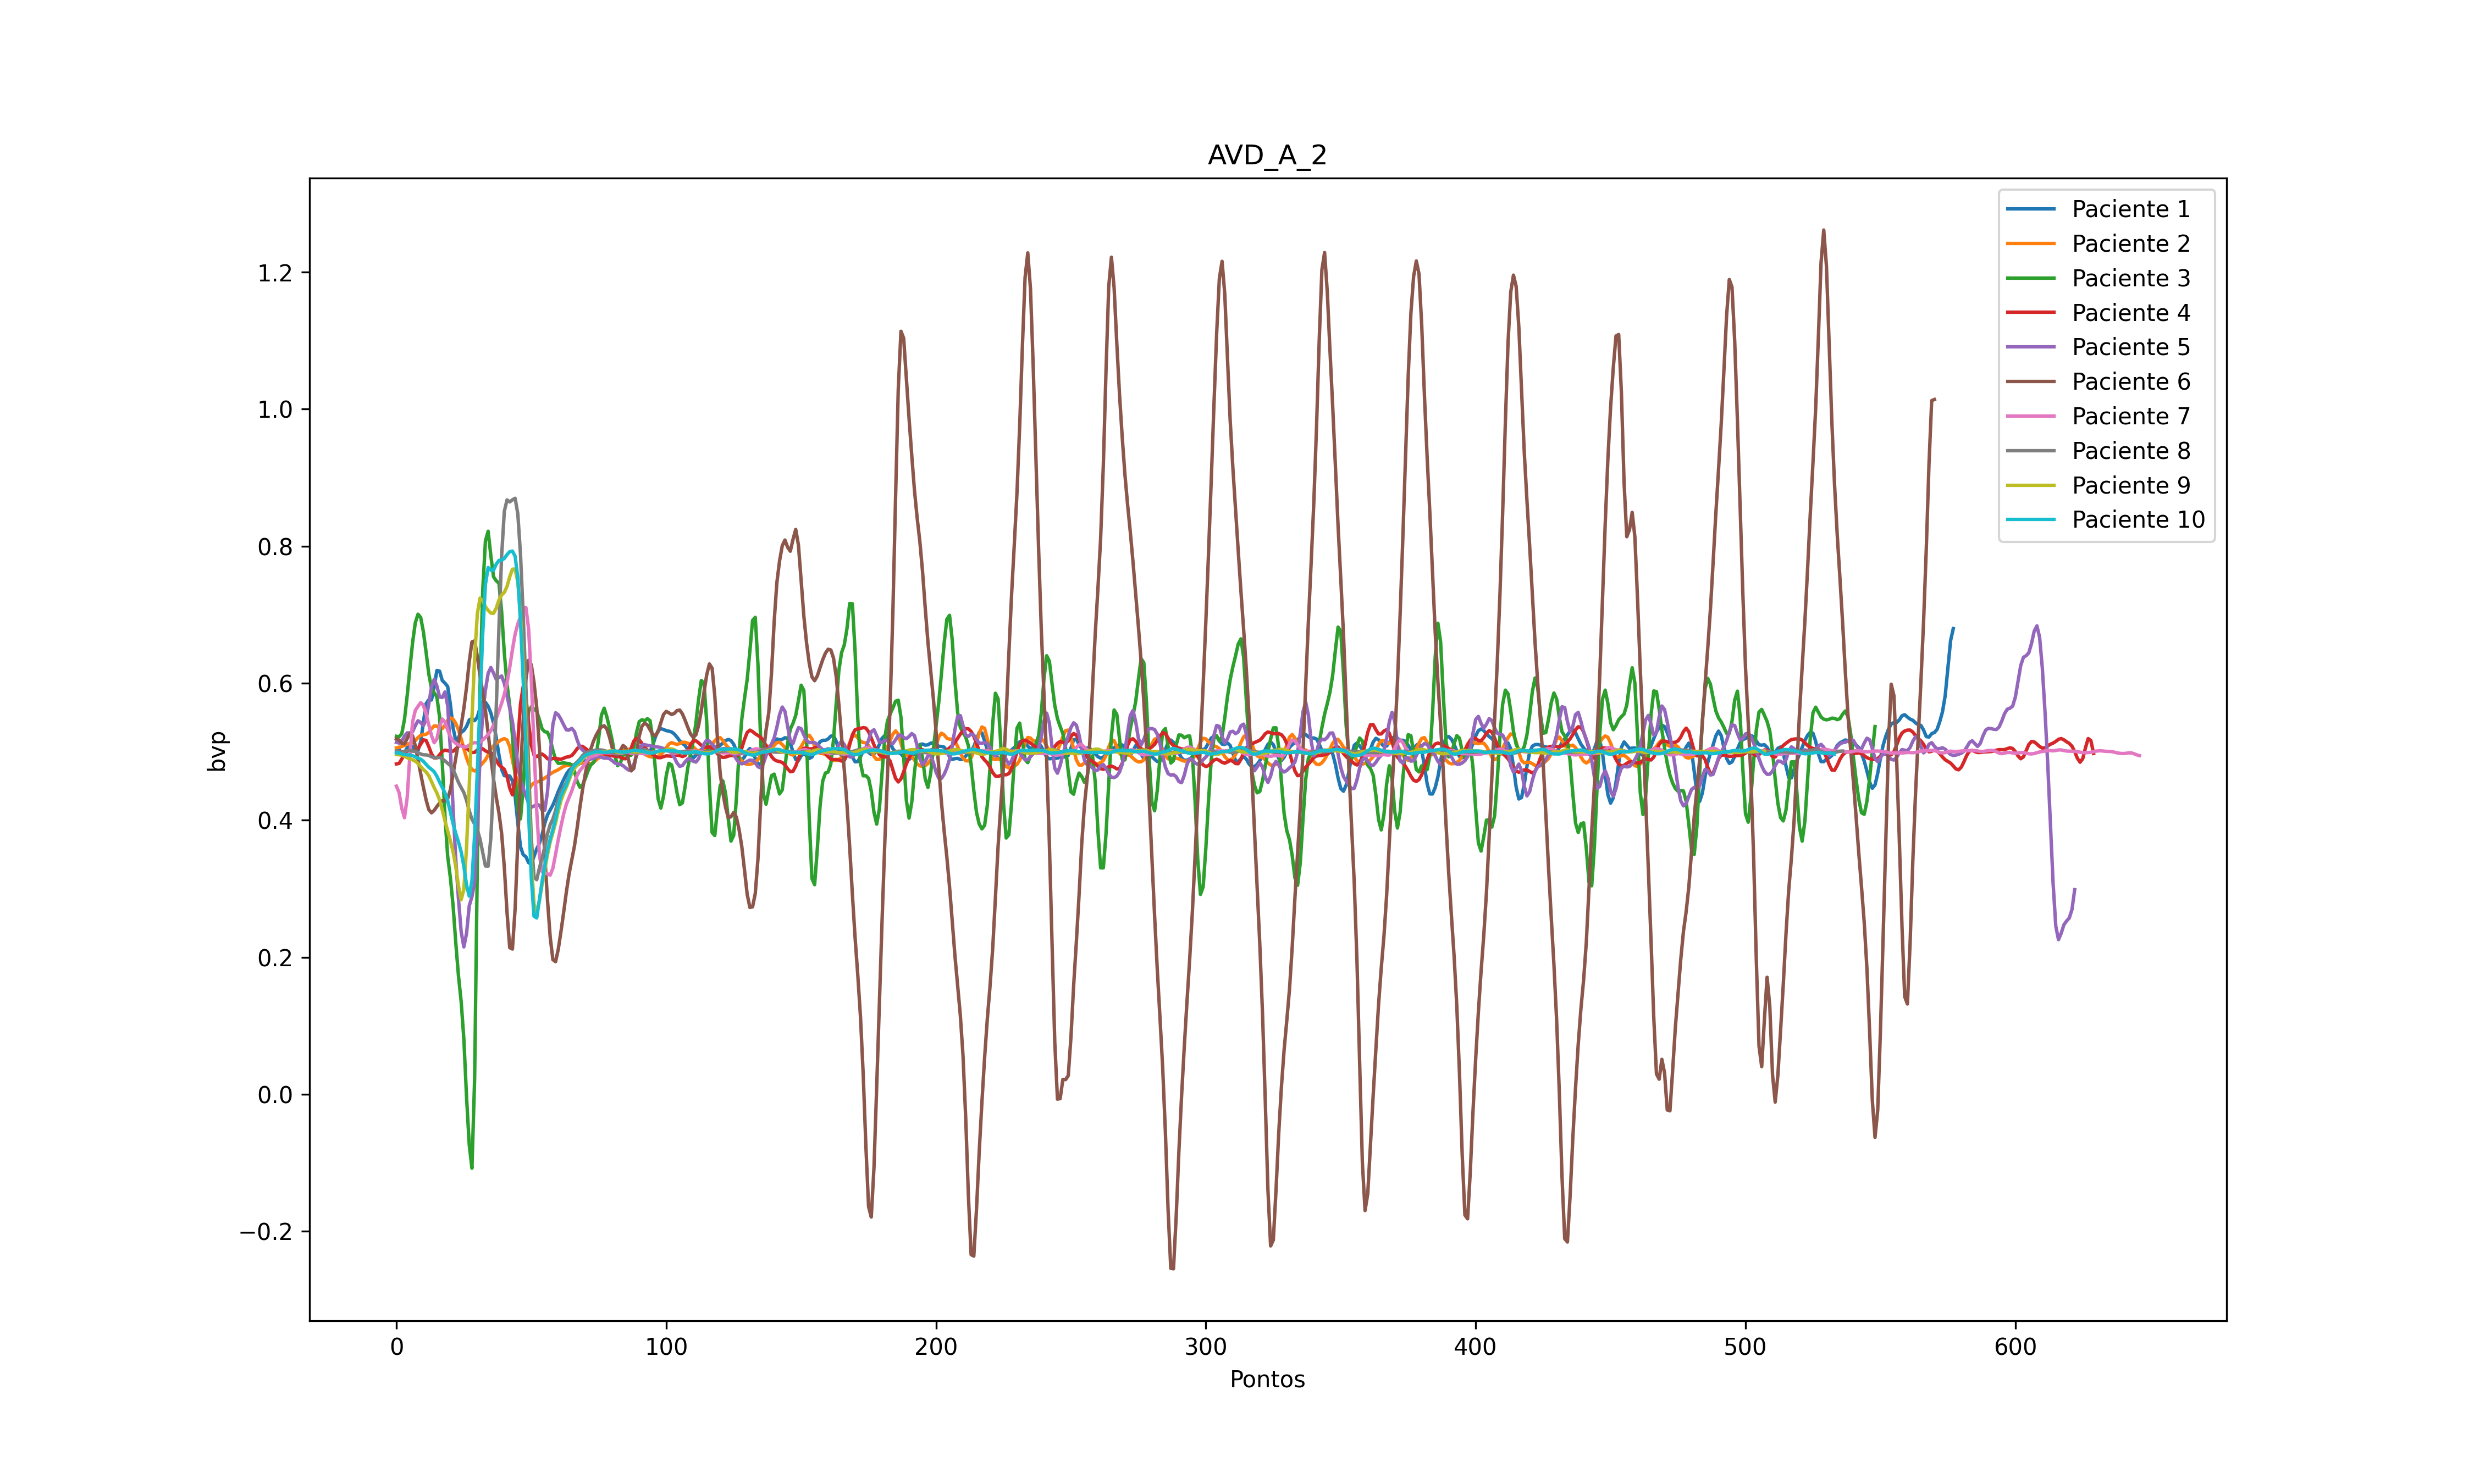 AVD_A_2
Paciente 1
Paciente 2
Paciente 3
Paciente 4
Paciente 5
Paciente 6
Paciente 7
Paciente 8
Paciente 9
Paciente 10
bvp
1.2
1.0
0.8
0.6
0.4
0.2
0.0
−0.2
0 100 200 300 400 500 600
Pontos